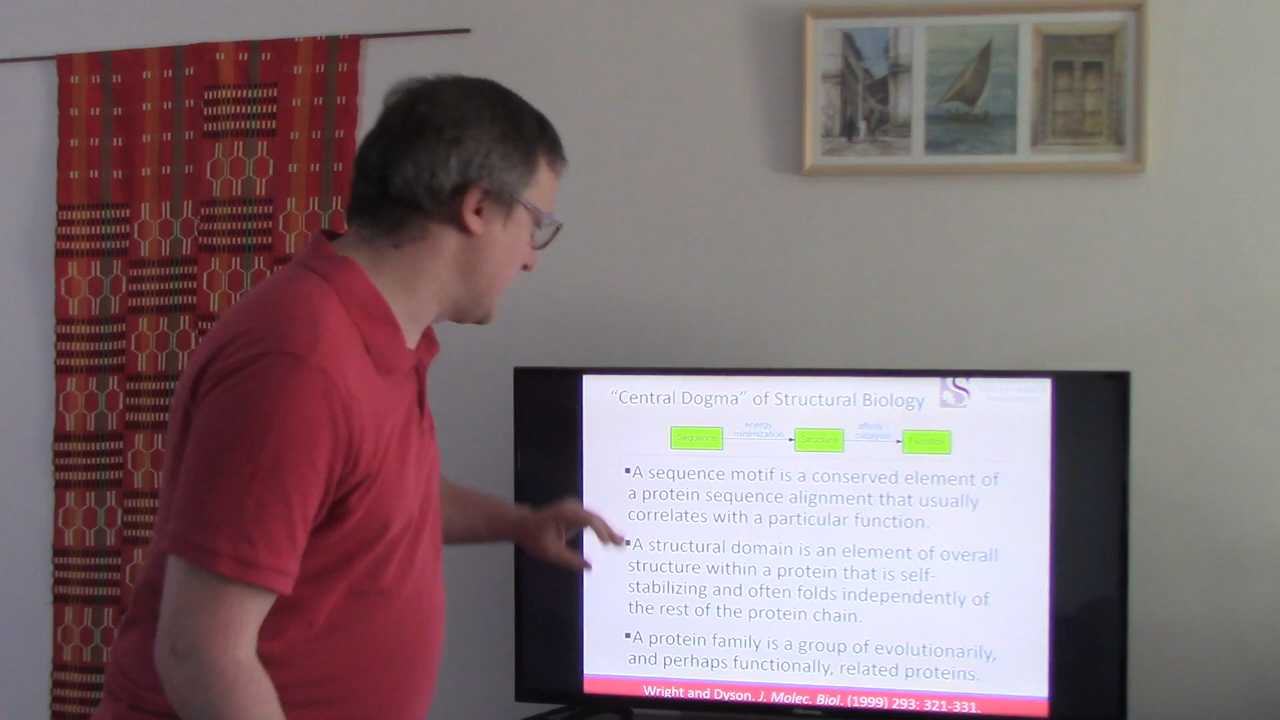 “Central Dogma” of Structural Biology
energy
minimization
affinity /
catalysis
Sequence
Structure
Function
▪A sequence motif is a conserved element of
a protein sequence alignment that usually
correlates with a particular function.
▪A structural domain is an element of overall
structure within a protein that is self-
stabilizing and often folds independently of
the rest of the protein chain.
▪A protein family is a group of evolutionarily,
and perhaps functionally, related proteins.
Wright and Dyson. J. Molec. Biol. (1999) 293: 321-331.